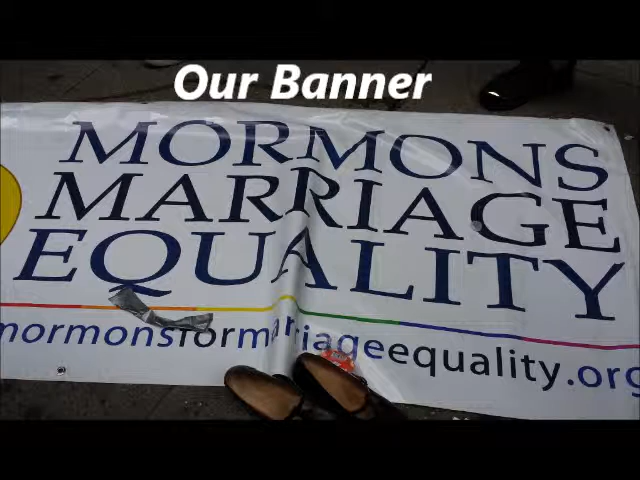 Our Banner
MORMONS
MARRIAGE
EQUALITY
mormonsformarriageequality.org